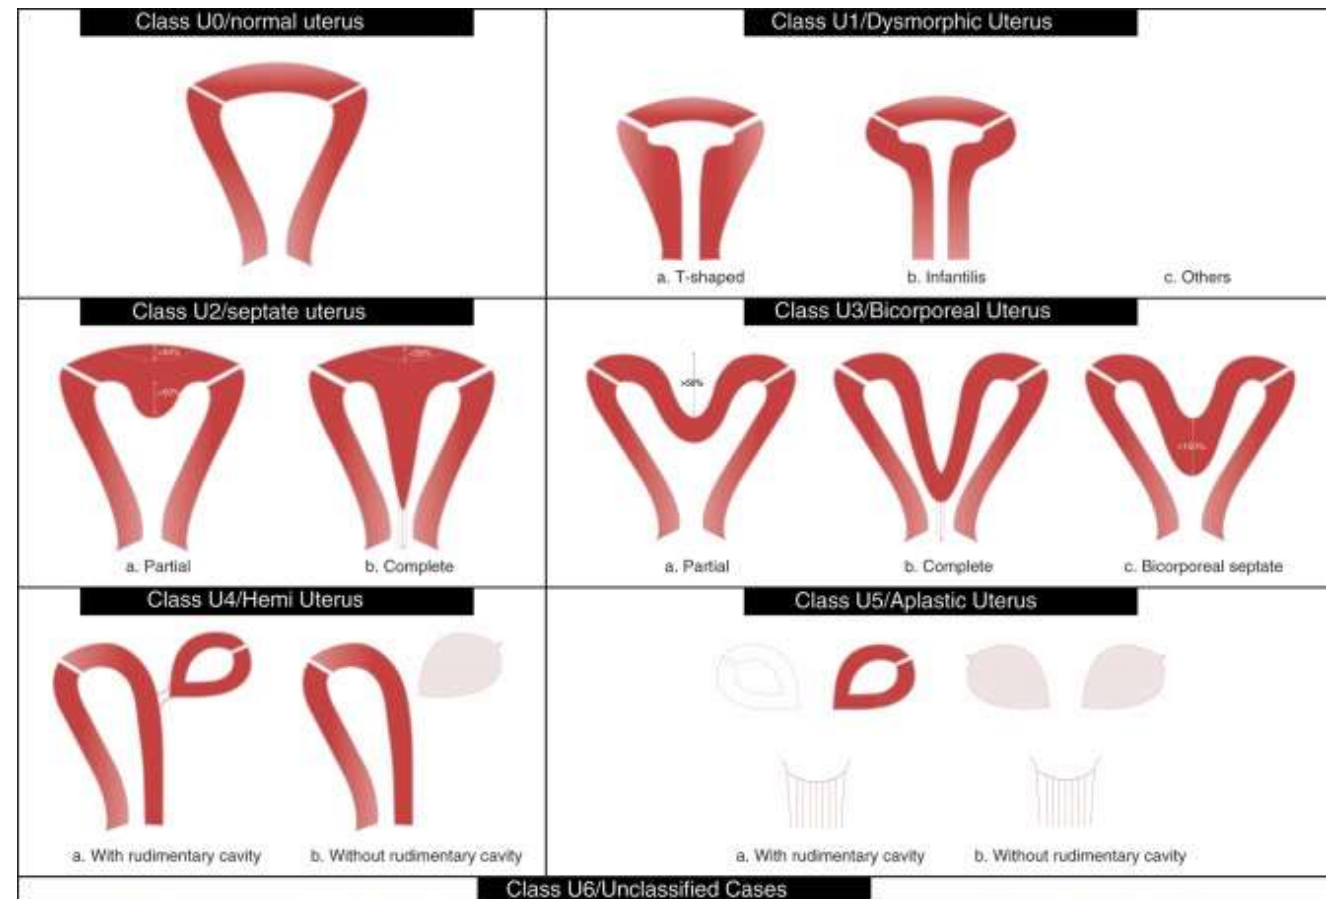 Class U0/normal uterus
Class U1/Dysmorphic Uterus
a. T-shaped
b. Infantilis
c. Others
Class U2/septate uterus
Class U3/Bicorporeal Uterus
>50%
a. Partial
b. Complete
a. Partial
b. Complete
c. Bicorporeal septate
Class U4/Hemi Uterus
Class U5/Aplastic Uterus
a. With rudimentary cavity
b. Without rudimentary cavity
a. With rudimentary cavity
b. Without rudimentary cavity
Class U6/Unclassified Cases